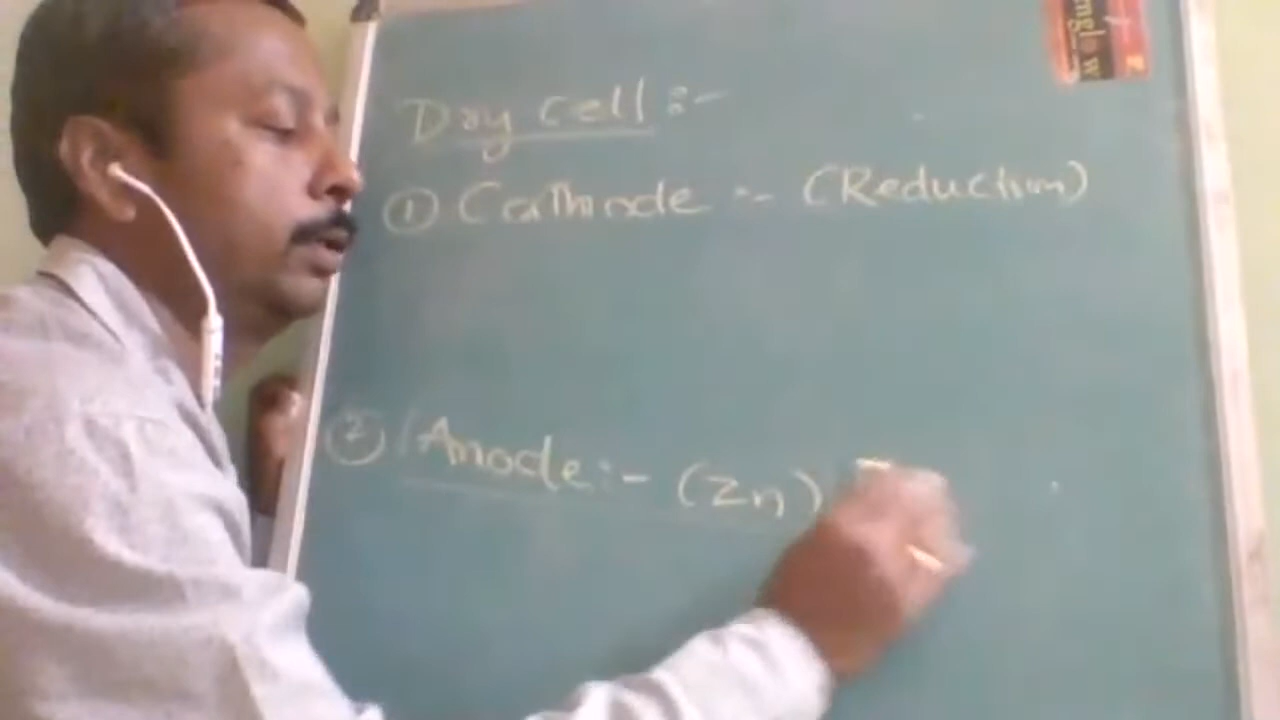 Dry cell :-
① Cathode :- (Reduction)
② Anode :- (Zn)